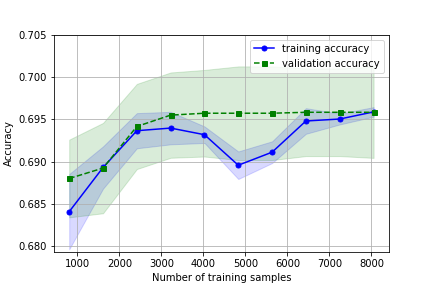 0.705
0.700
0.695
0.690
0.685
0.680
Accuracy
training accuracy
validation accuracy
1000 2000 3000 4000 5000 6000 7000 8000
Number of training samples